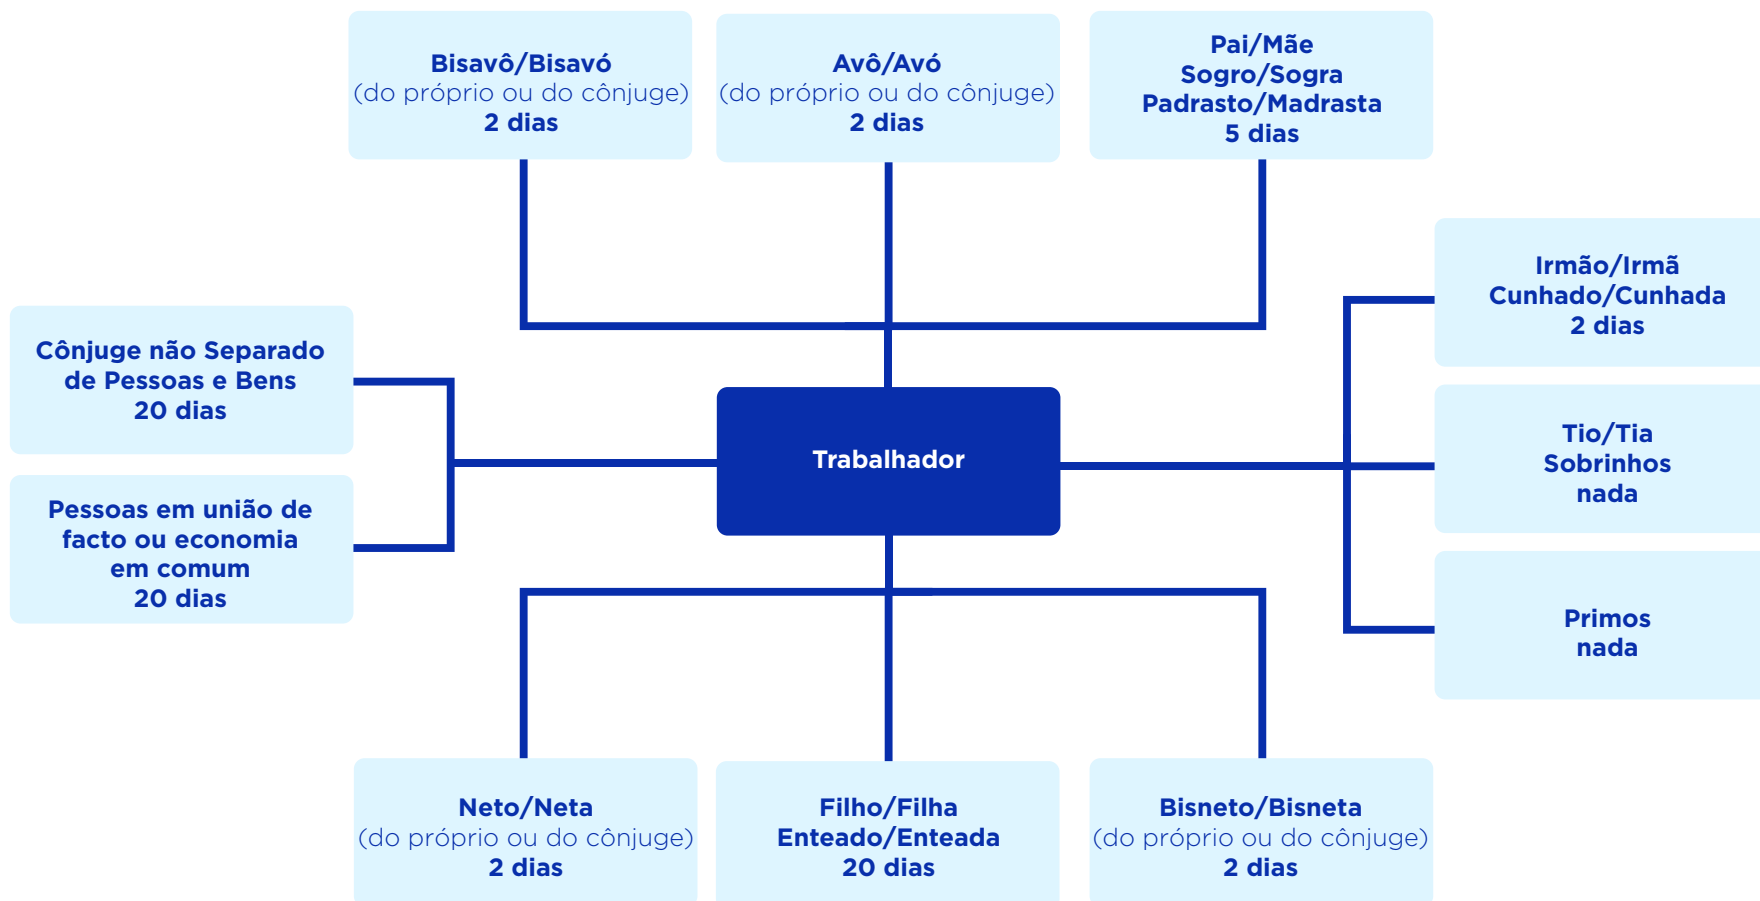 Bisavô/Bisavó
(do próprio ou do cônjuge)
2 dias
Avô/Avó
(do próprio ou do cônjuge)
2 dias
Pai/Mãe
Sogro/Sogra
Padrasto/Madrasta
5 dias
Irmão/Irmã
Cunhado/Cunhada
2 dias
Cônjuge não Separado
de Pessoas e Bens
20 dias
Trabalhador
Tio/Tia
Sobrinhos
nada
Pessoas em união de
facto ou economia
em comum
20 dias
Primos
nada
Neto/Neta
(do próprio ou do cônjuge)
2 dias
Filho/Filha
Enteado/Enteada
20 dias
Bisneto/Bisneta
(do próprio ou do cônjuge)
2 dias